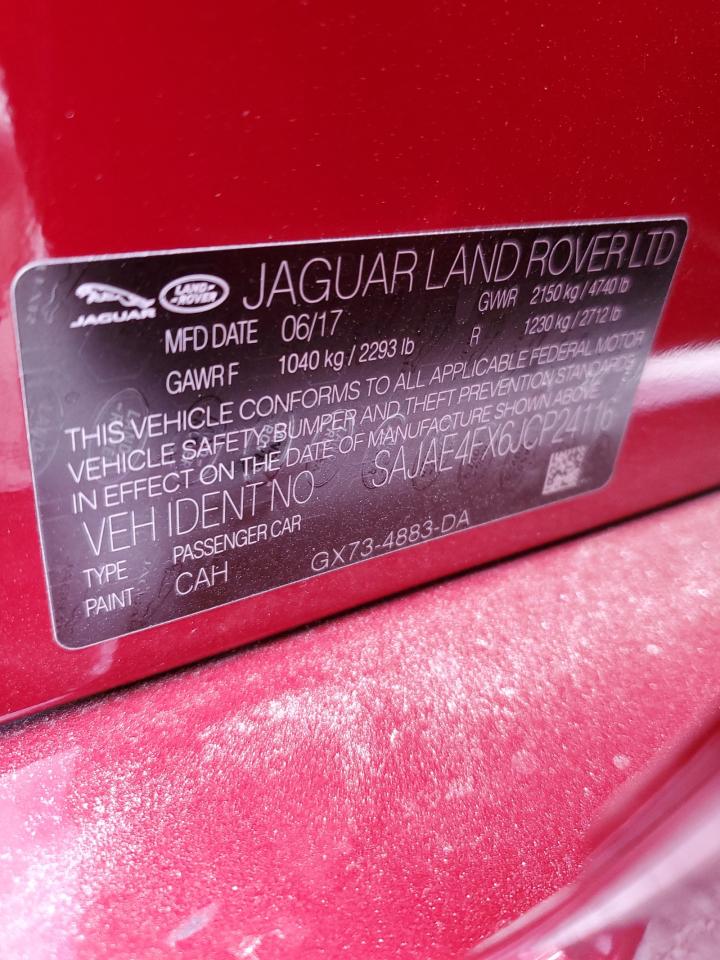 JAGUAR
LAND-
ROVER
JAGUAR LAND ROVER LTD
MFD DATE 06/17 GVWR 2150 kg / 4740 lb
GAWR F 1040 kg / 2293 lb R 1230 kg / 2712 lb
THIS VEHICLE CONFORMS TO ALL APPLICABLE FEDERAL MOTOR
VEHICLE SAFETY, BUMPER AND THEFT PREVENTION STANDARDS
IN EFFECT ON THE DATE OF MANUFACTURE SHOWN ABOVE.
VEH IDENT NO SAJAE4FX6JCP24116
TYPE PASSENGER CAR
PAINT CAH GX73-4883-DA